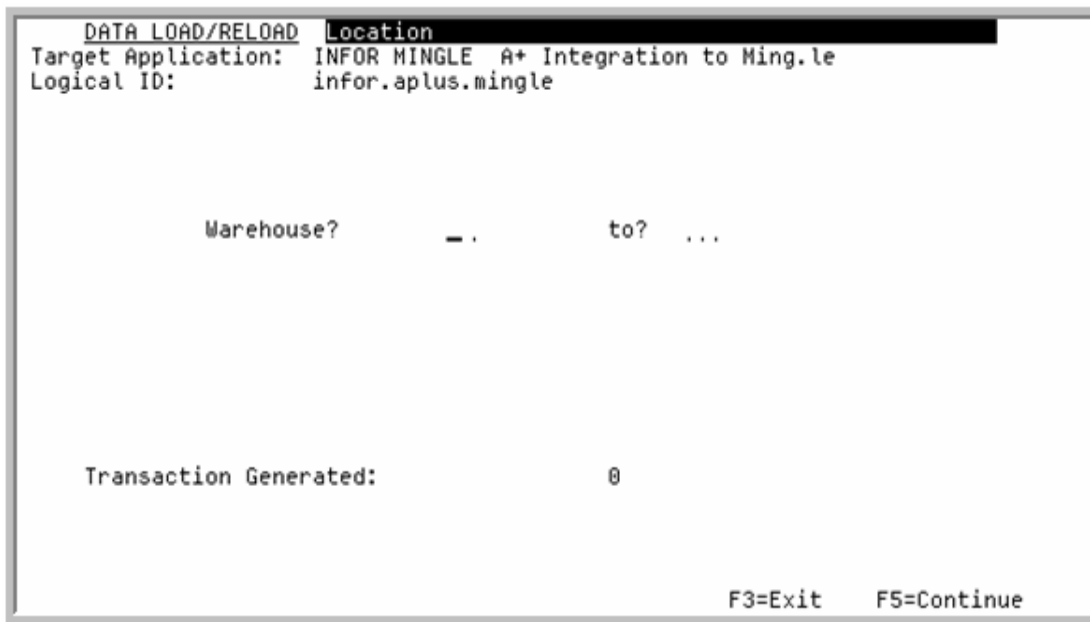 DATA LOAD/RELOAD Location
Target Application: INFOR MINGLE A+ Integration to Ming.le
Logical ID: infor.aplus.mingle
Warehouse? _ . to? ...
Transaction Generated: 0
F3=Exit F5=Continue